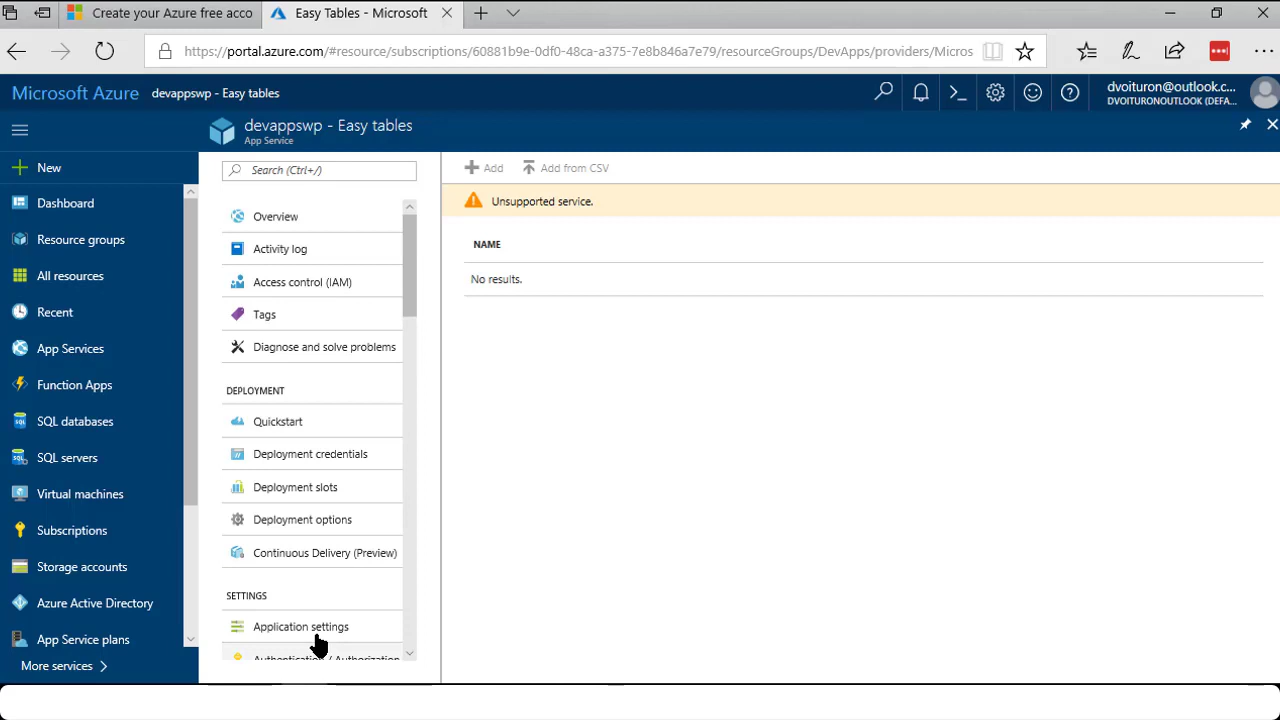 Create your Azure free acco
Easy Tables - Microsoft
https://portal.azure.com/#resource/subscriptions/60881b9e-0df0-48ca-a375-7e8b846a7e79/resourceGroups/DevApps/providers/Micros
Microsoft Azure
devappswp - Easy tables
dvoituron@outlook.c...
DVOITURONOUTLOOK (DEFA...
devappswp - Easy tables
App Service
New
Dashboard
Resource groups
All resources
Recent
App Services
Function Apps
SQL databases
SQL servers
Virtual machines
Subscriptions
Storage accounts
Azure Active Directory
App Service plans
More services
Search (Ctrl+/)
Overview
Activity log
Access control (IAM)
Tags
Diagnose and solve problems
DEPLOYMENT
Quickstart
Deployment credentials
Deployment slots
Deployment options
Continuous Delivery (Preview)
SETTINGS
Application settings
Authentication / Authorization
Add
Add from CSV
Unsupported service.
NAME
No results.